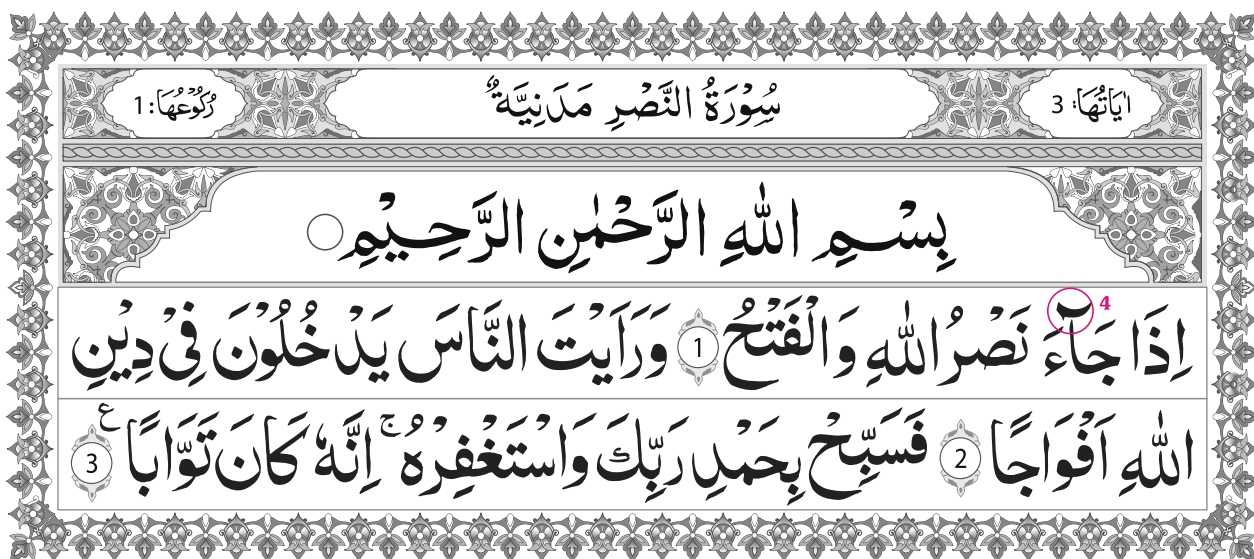 اٰيَاتُهَا: 3 سُوْرَةُ النَّصْرِ مَدَنِيَّةٌ رُكُوْعُهَا: 1
بِسْمِ اللّٰهِ الرَّحْمٰنِ الرَّحِيْمِ
اِذَا جَآءَ 4 نَصْرُ اللّٰهِ وَالْفَتْحُ 1 وَرَاَيْتَ النَّاسَ يَدْخُلُوْنَ فِيْ دِيْنِ
اللّٰهِ اَفْوَاجًا 2 فَسَبِّحْ بِحَمْدِ رَبِّكَ وَاسْتَغْفِرْهُ ۚ اِنَّهٗ كَانَ تَوَّابًا 3 ع